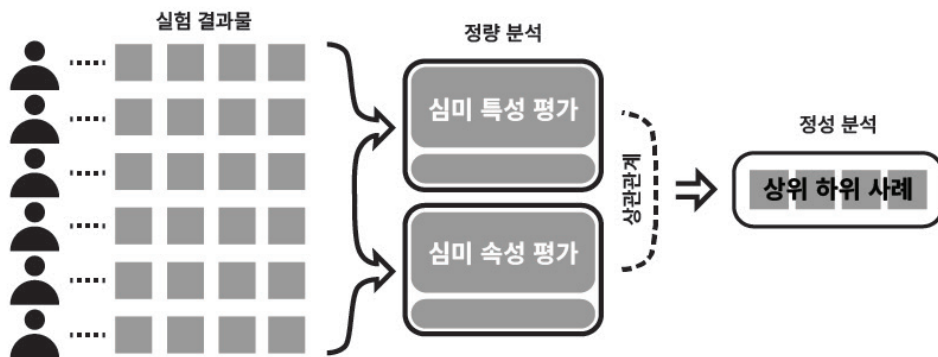 실험 결과물
정량 분석
심미 특성 평가
심미 속성 평가
상관관계
정성 분석
상위 하위 사례